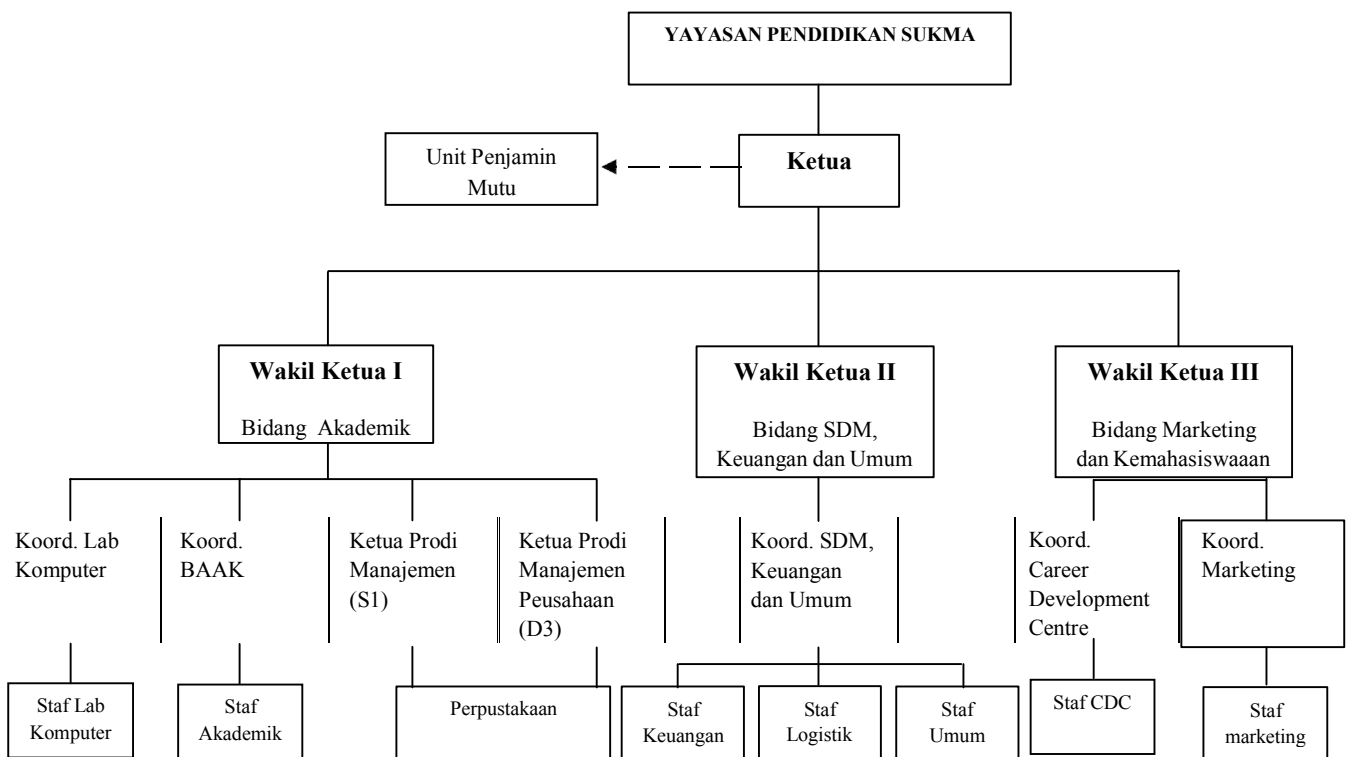 YAYASAN PENDIDIKAN SUKMA
Unit Penjamin
Mutu
Ketua
Wakil Ketua I
Bidang Akademik
Wakil Ketua II
Bidang SDM,
Keuangan dan Umum
Wakil Ketua III
Bidang Marketing
dan Kemahasiswaaan
Koord. Lab
Komputer
Koord.
BAAK
Ketua Prodi
Manajemen
(S1)
Ketua Prodi
Manajemen
Peusahaan
(D3)
Koord. SDM,
Keuangan
dan Umum
Koord.
Career
Development
Centre
Koord.
Marketing
Staf Lab
Komputer
Staf
Akademik
Perpustakaan
Staf
Keuangan
Staf
Logistik
Staf
Umum
Staf CDC
Staf
marketing